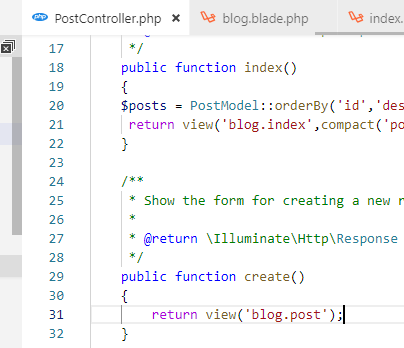 PostController.php × blog.blade.php index.
17 */
18 public function index()
19 {
20 $posts = PostModel::orderBy('id','des
21 return view('blog.index',compact('po
22 }
23
24 /**
25 * Show the form for creating a new r
26 *
27 * @return \Illuminate\Http\Response
28 */
29 public function create()
30 {
31 return view('blog.post');
32 }